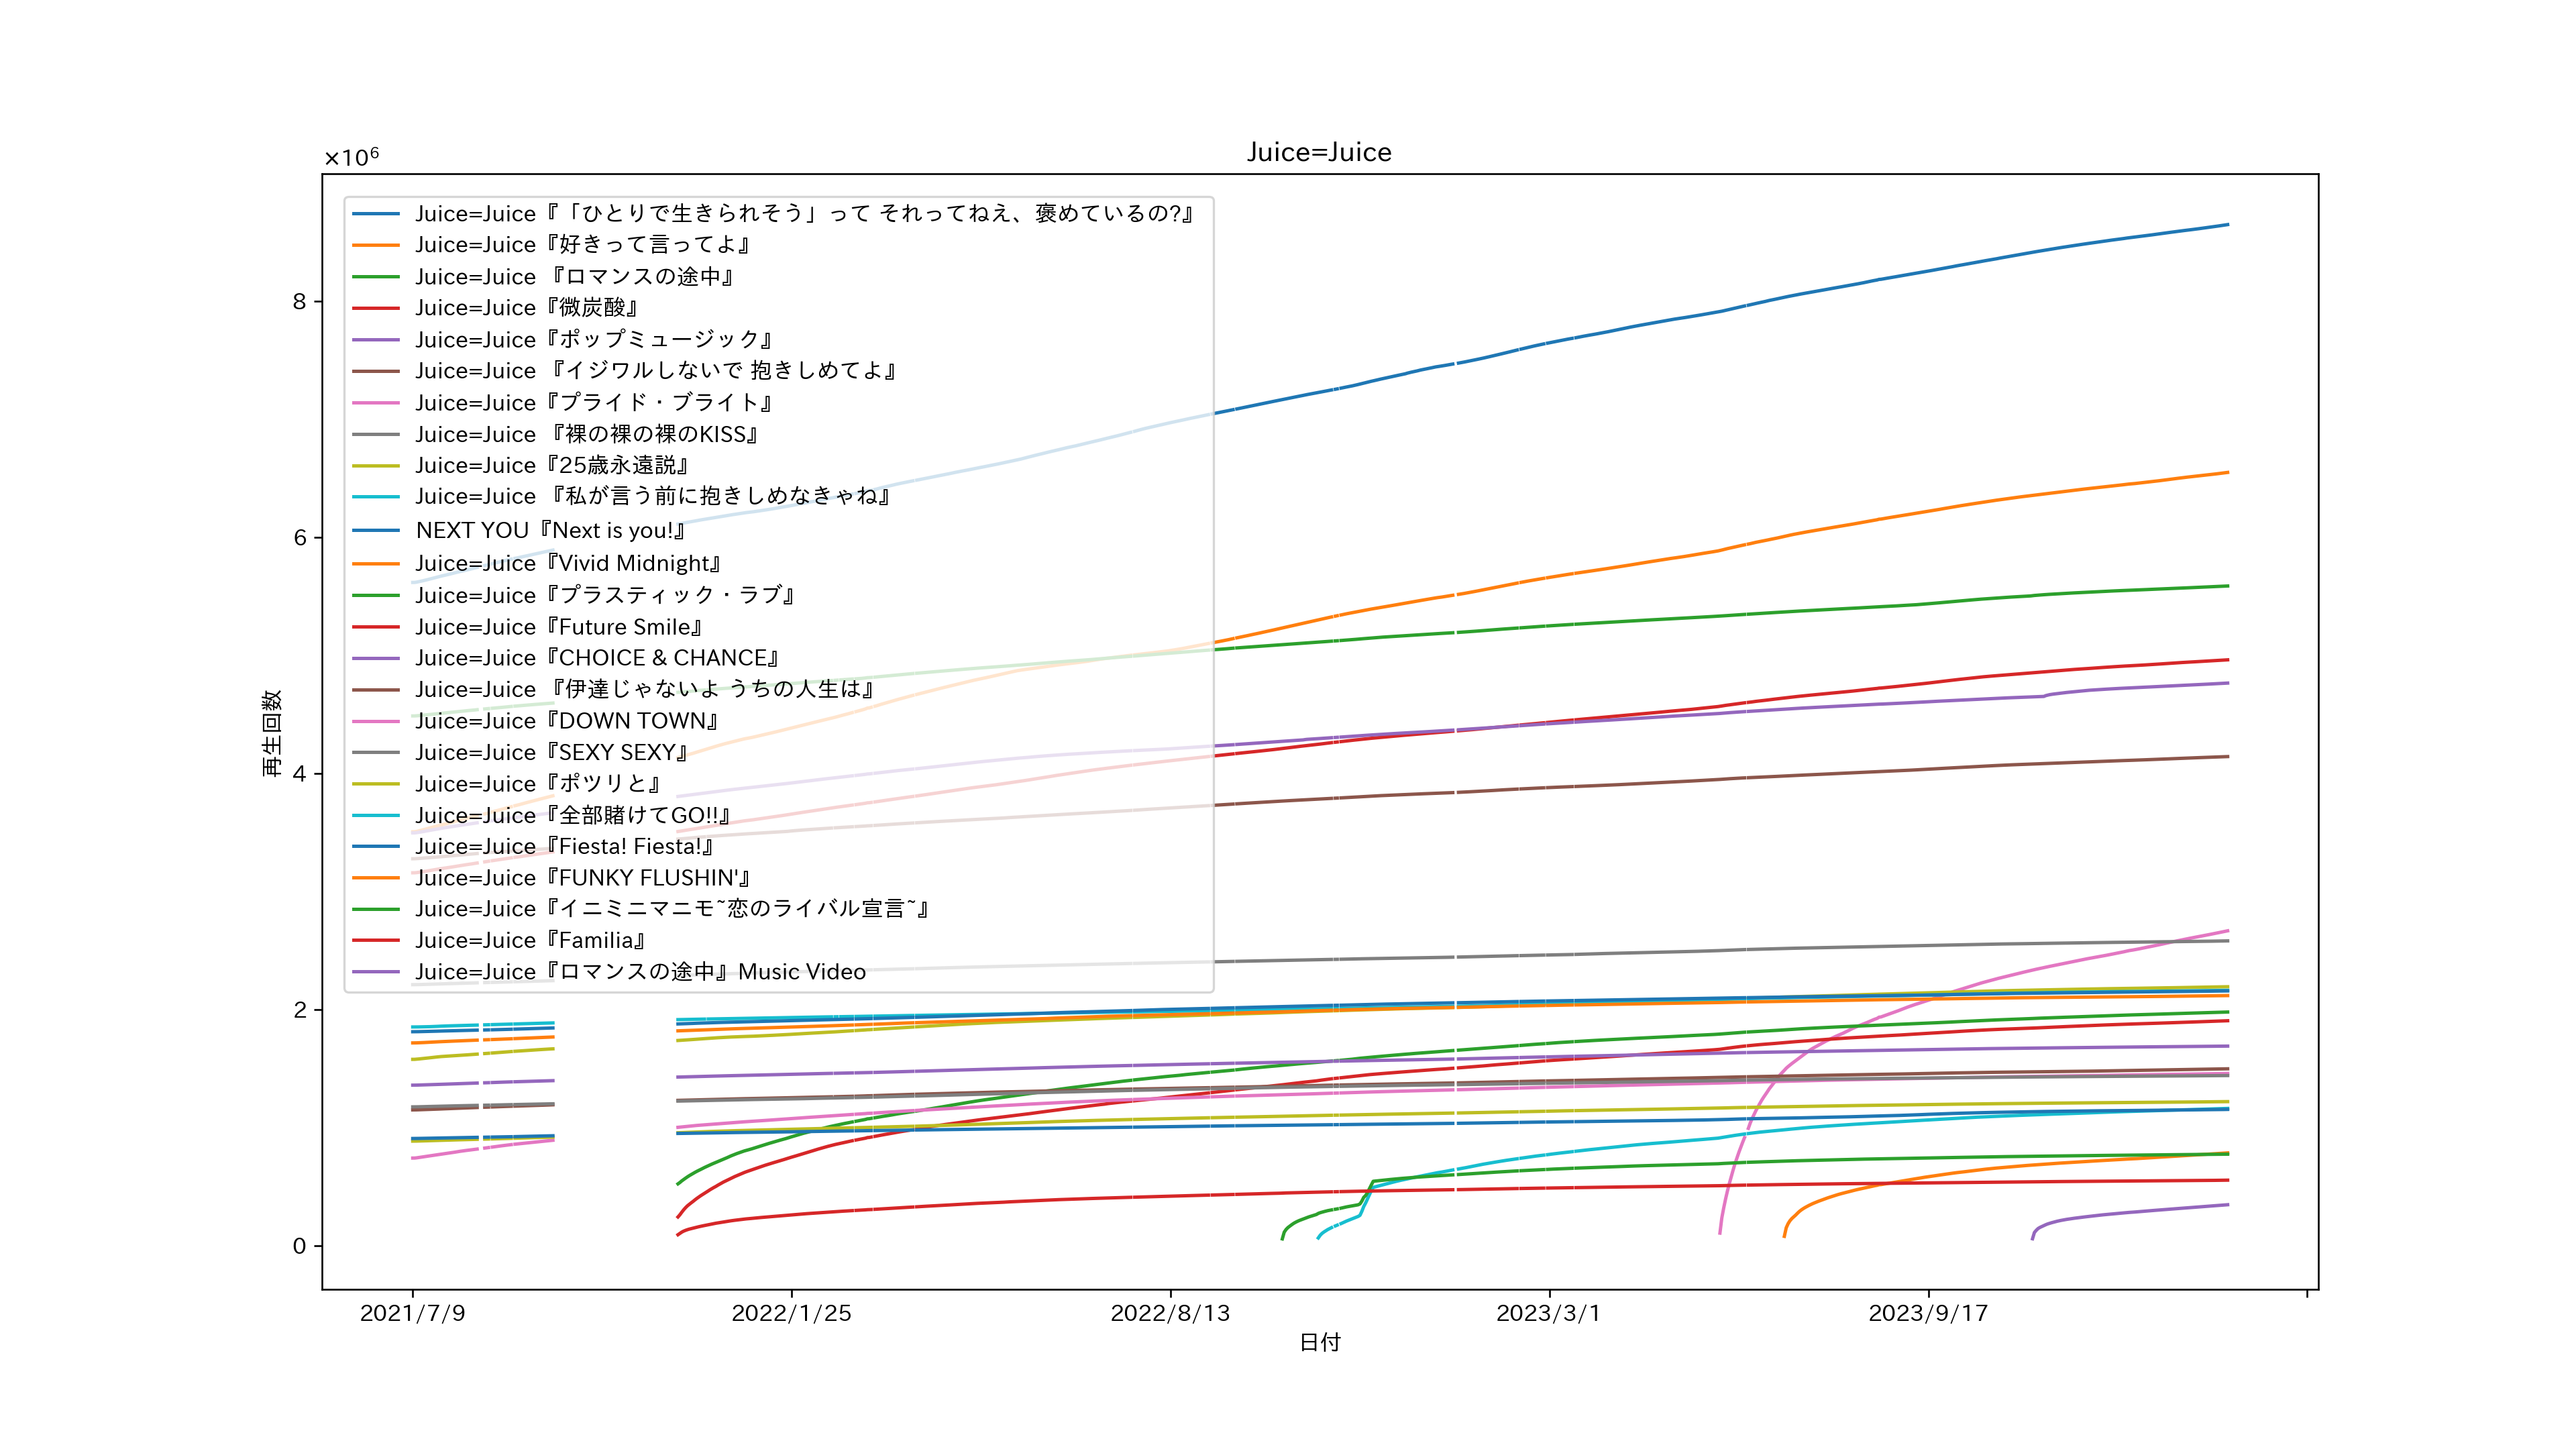 Juice=Juice
×10⁶
Juice=Juice『「ひとりで生きられそう」って それってねえ、褒めているの?』
Juice=Juice『好きって言ってよ』
Juice=Juice 『ロマンスの途中』
Juice=Juice『微炭酸』
Juice=Juice『ポップミュージック』
Juice=Juice 『イジワルしないで 抱きしめてよ』
Juice=Juice『プライド・ブライト』
Juice=Juice 『裸の裸の裸のKISS』
Juice=Juice『25歳永遠説』
Juice=Juice 『私が言う前に抱きしめなきゃね』
NEXT YOU『Next is you!』
Juice=Juice『Vivid Midnight』
Juice=Juice『プラスティック・ラブ』
Juice=Juice『Future Smile』
Juice=Juice『CHOICE & CHANCE』
Juice=Juice 『伊達じゃないよ うちの人生は』
Juice=Juice『DOWN TOWN』
Juice=Juice『SEXY SEXY』
Juice=Juice『ポツリと』
Juice=Juice『全部賭けてGO!!』
Juice=Juice『Fiesta! Fiesta!』
Juice=Juice『FUNKY FLUSHIN'』
Juice=Juice『イニミニマニモ~恋のライバル宣言~』
Juice=Juice『Familia』
Juice=Juice『ロマンスの途中』Music Video
8
6
4
2
0
再生回数
2021/7/9
2022/1/25
2022/8/13
2023/3/1
2023/9/17
日付